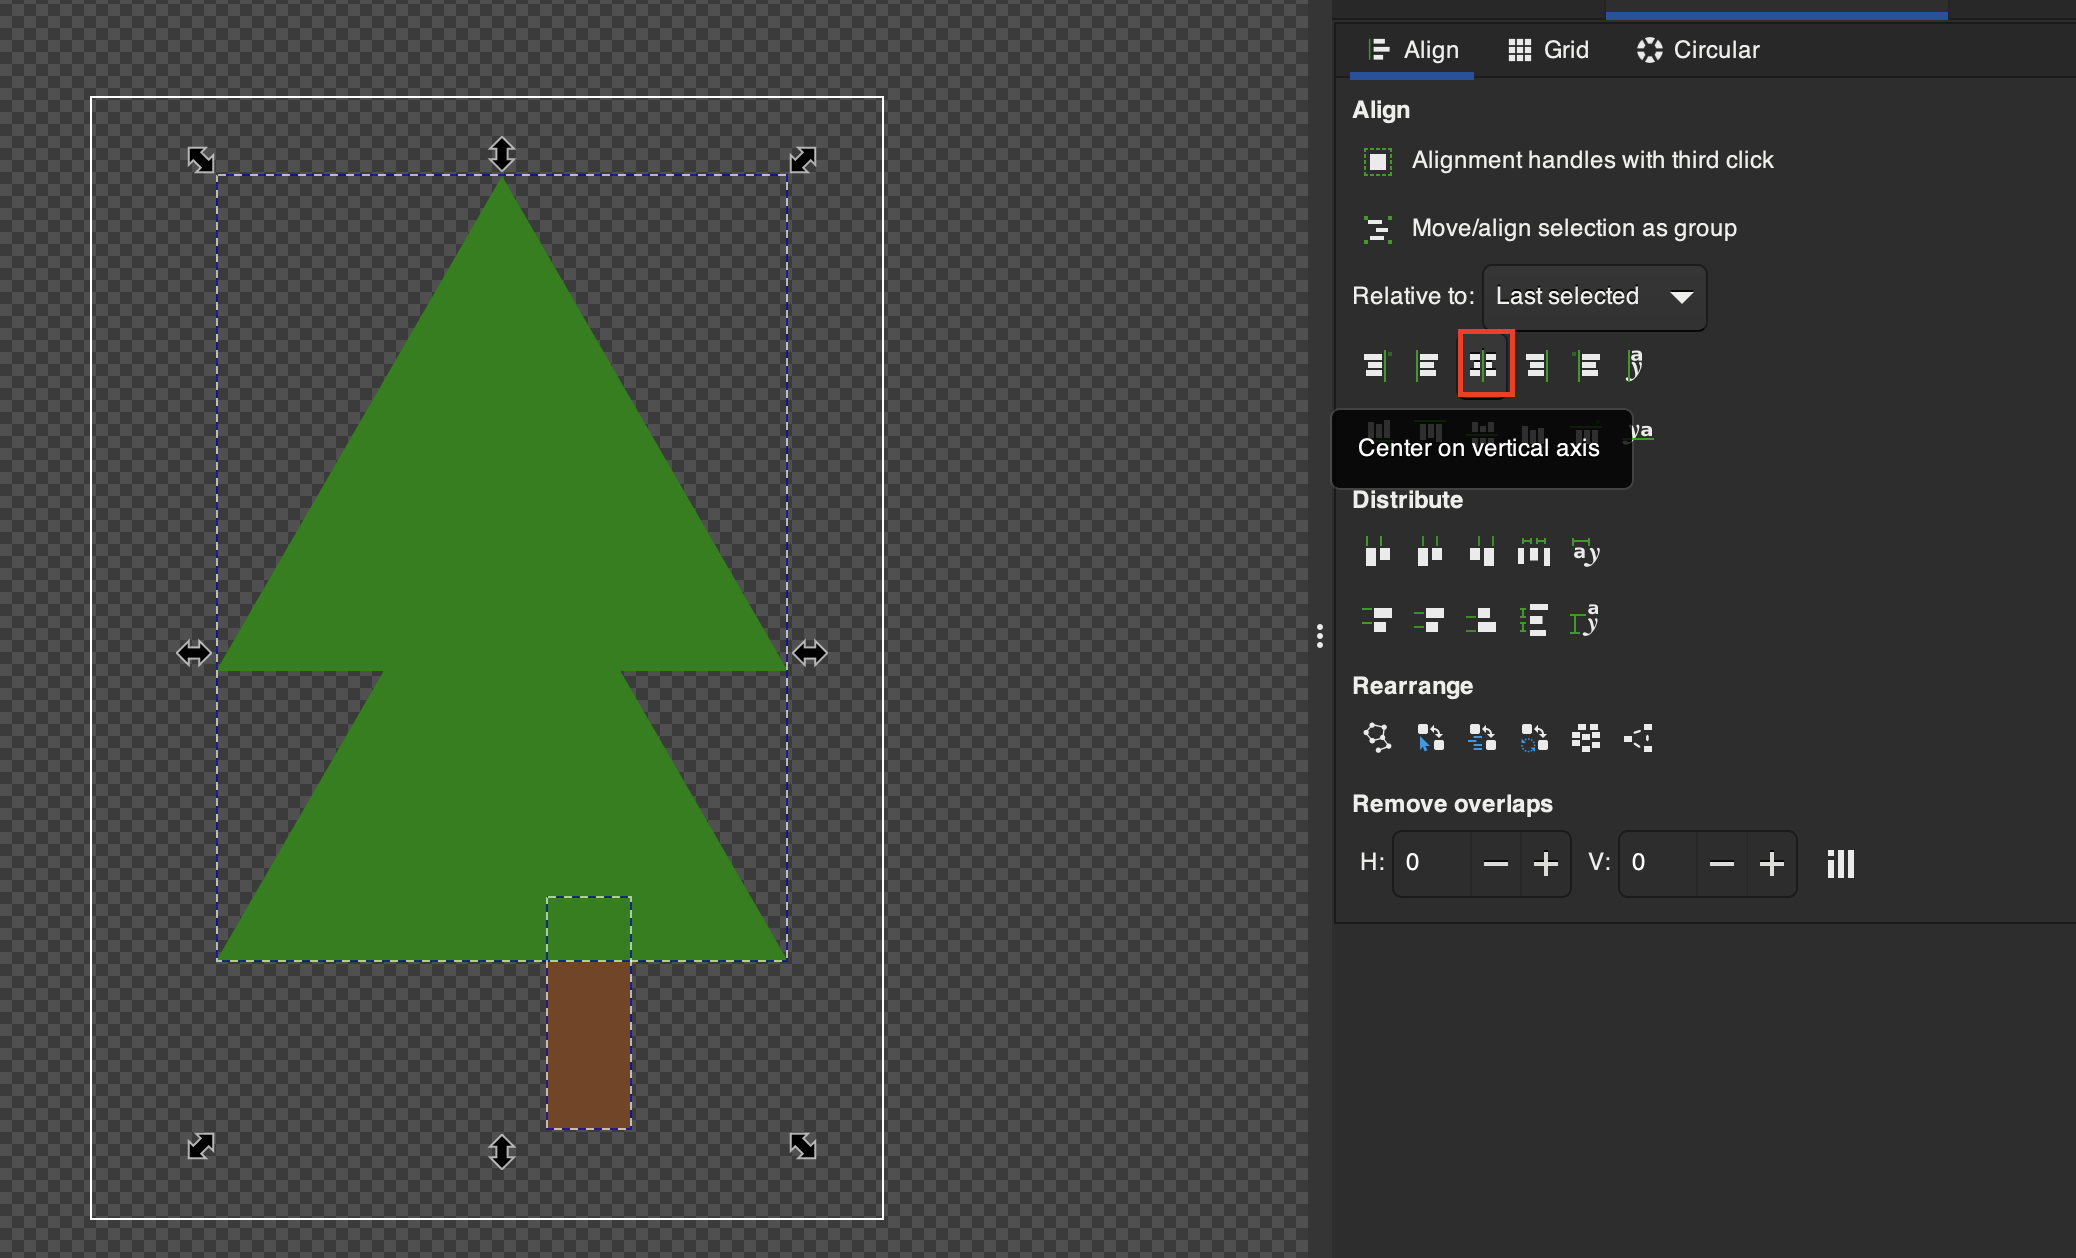 Align Grid Circular
Align
Alignment handles with third click
Move/align selection as group
Relative to: Last selected
Center on vertical axis
Distribute
Rearrange
Remove overlaps
H: 0 V: 0